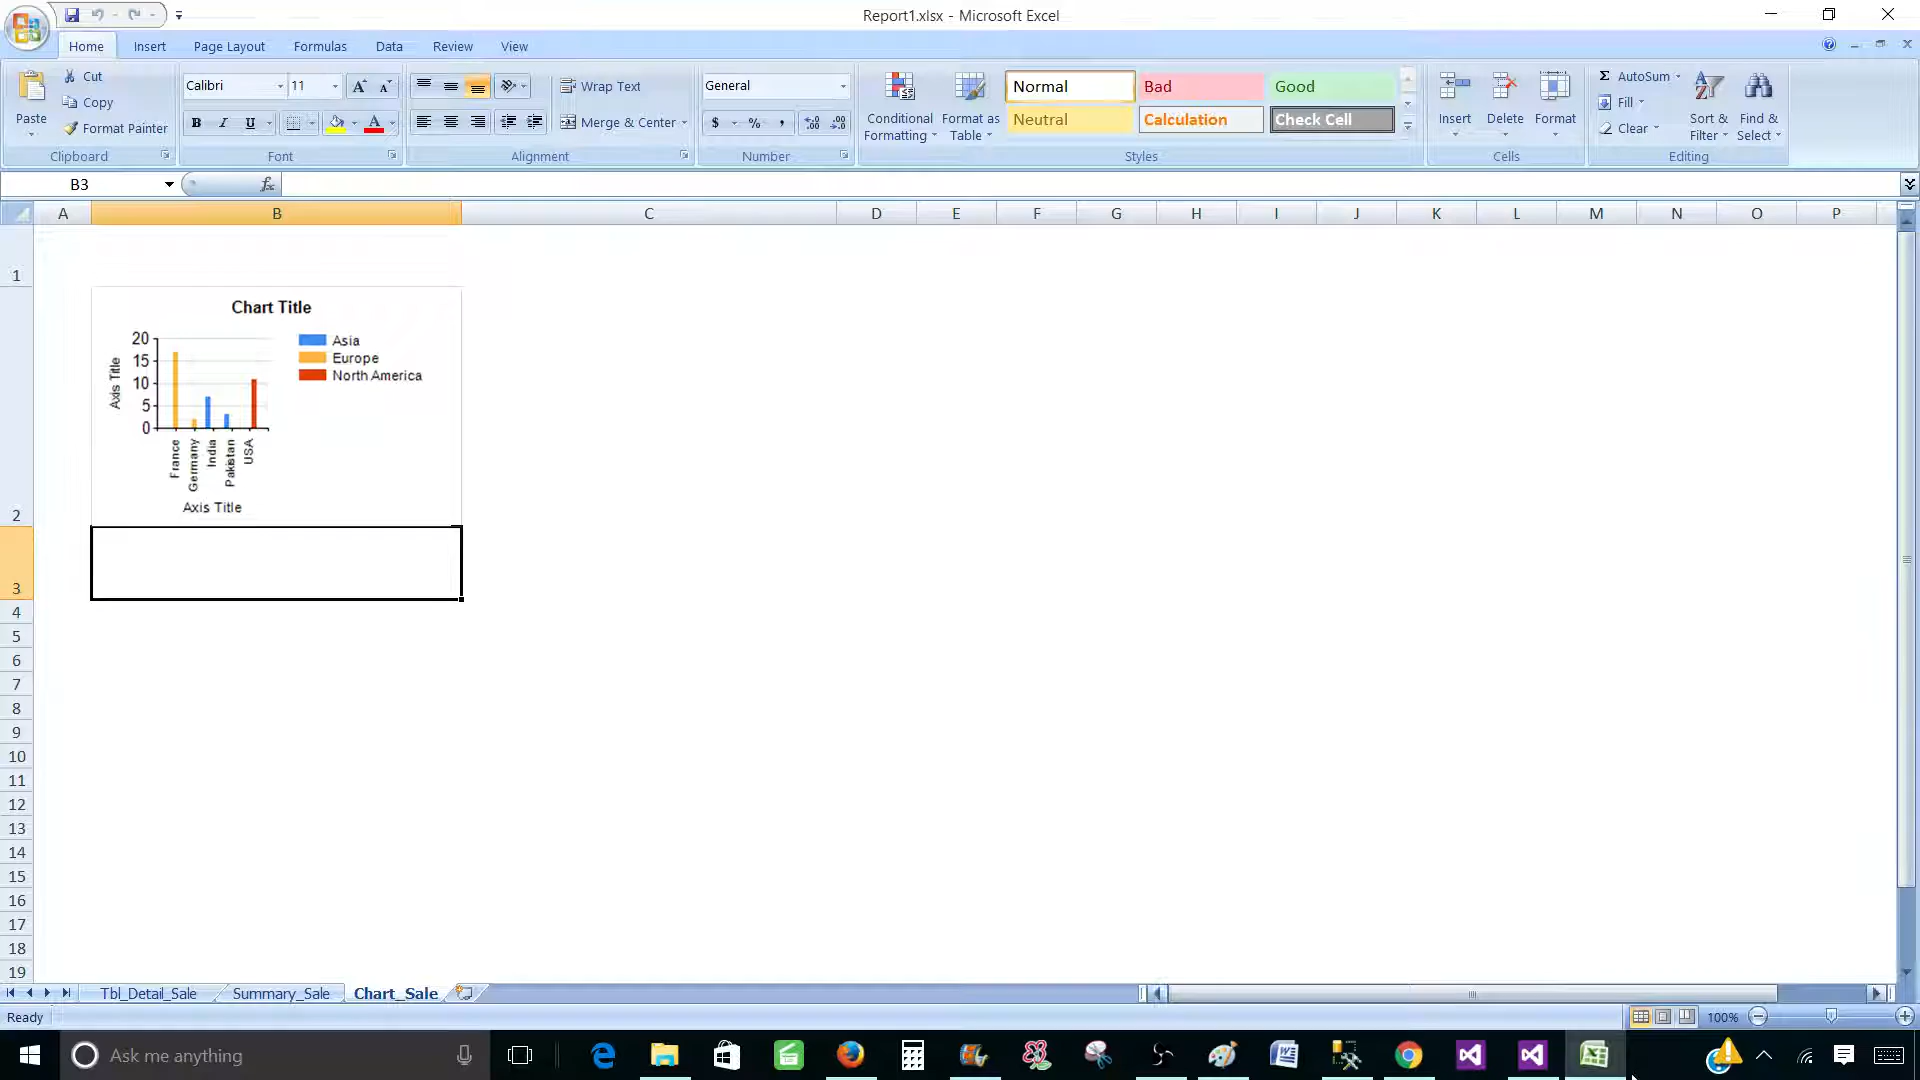 Report1.xlsx - Microsoft Excel
Home Insert Page Layout Formulas Data Review View
Paste
Cut
Copy
Format Painter
Clipboard
Calibri 11
B I U
Font
Wrap Text
Merge & Center
Alignment
General
$ % ,
Number
Conditional Formatting
Format as Table
Normal Bad Good
Neutral Calculation Check Cell
Styles
Insert Delete Format
Cells
Σ AutoSum
Fill
Clear
Sort & Filter
Find & Select
Editing
B3 fx
A B C D E F G H I J K L M N O P
1
2
3
4
5
6
7
8
9
10
11
12
13
14
15
16
17
18
19
Chart Title
Axis Title
20
15
10
5
0
Asia
Europe
North America
France Germany India Pakistan USA
Axis Title
Tbl_Detail_Sale Summary_Sale Chart_Sale
Ready 100%
Ask me anything